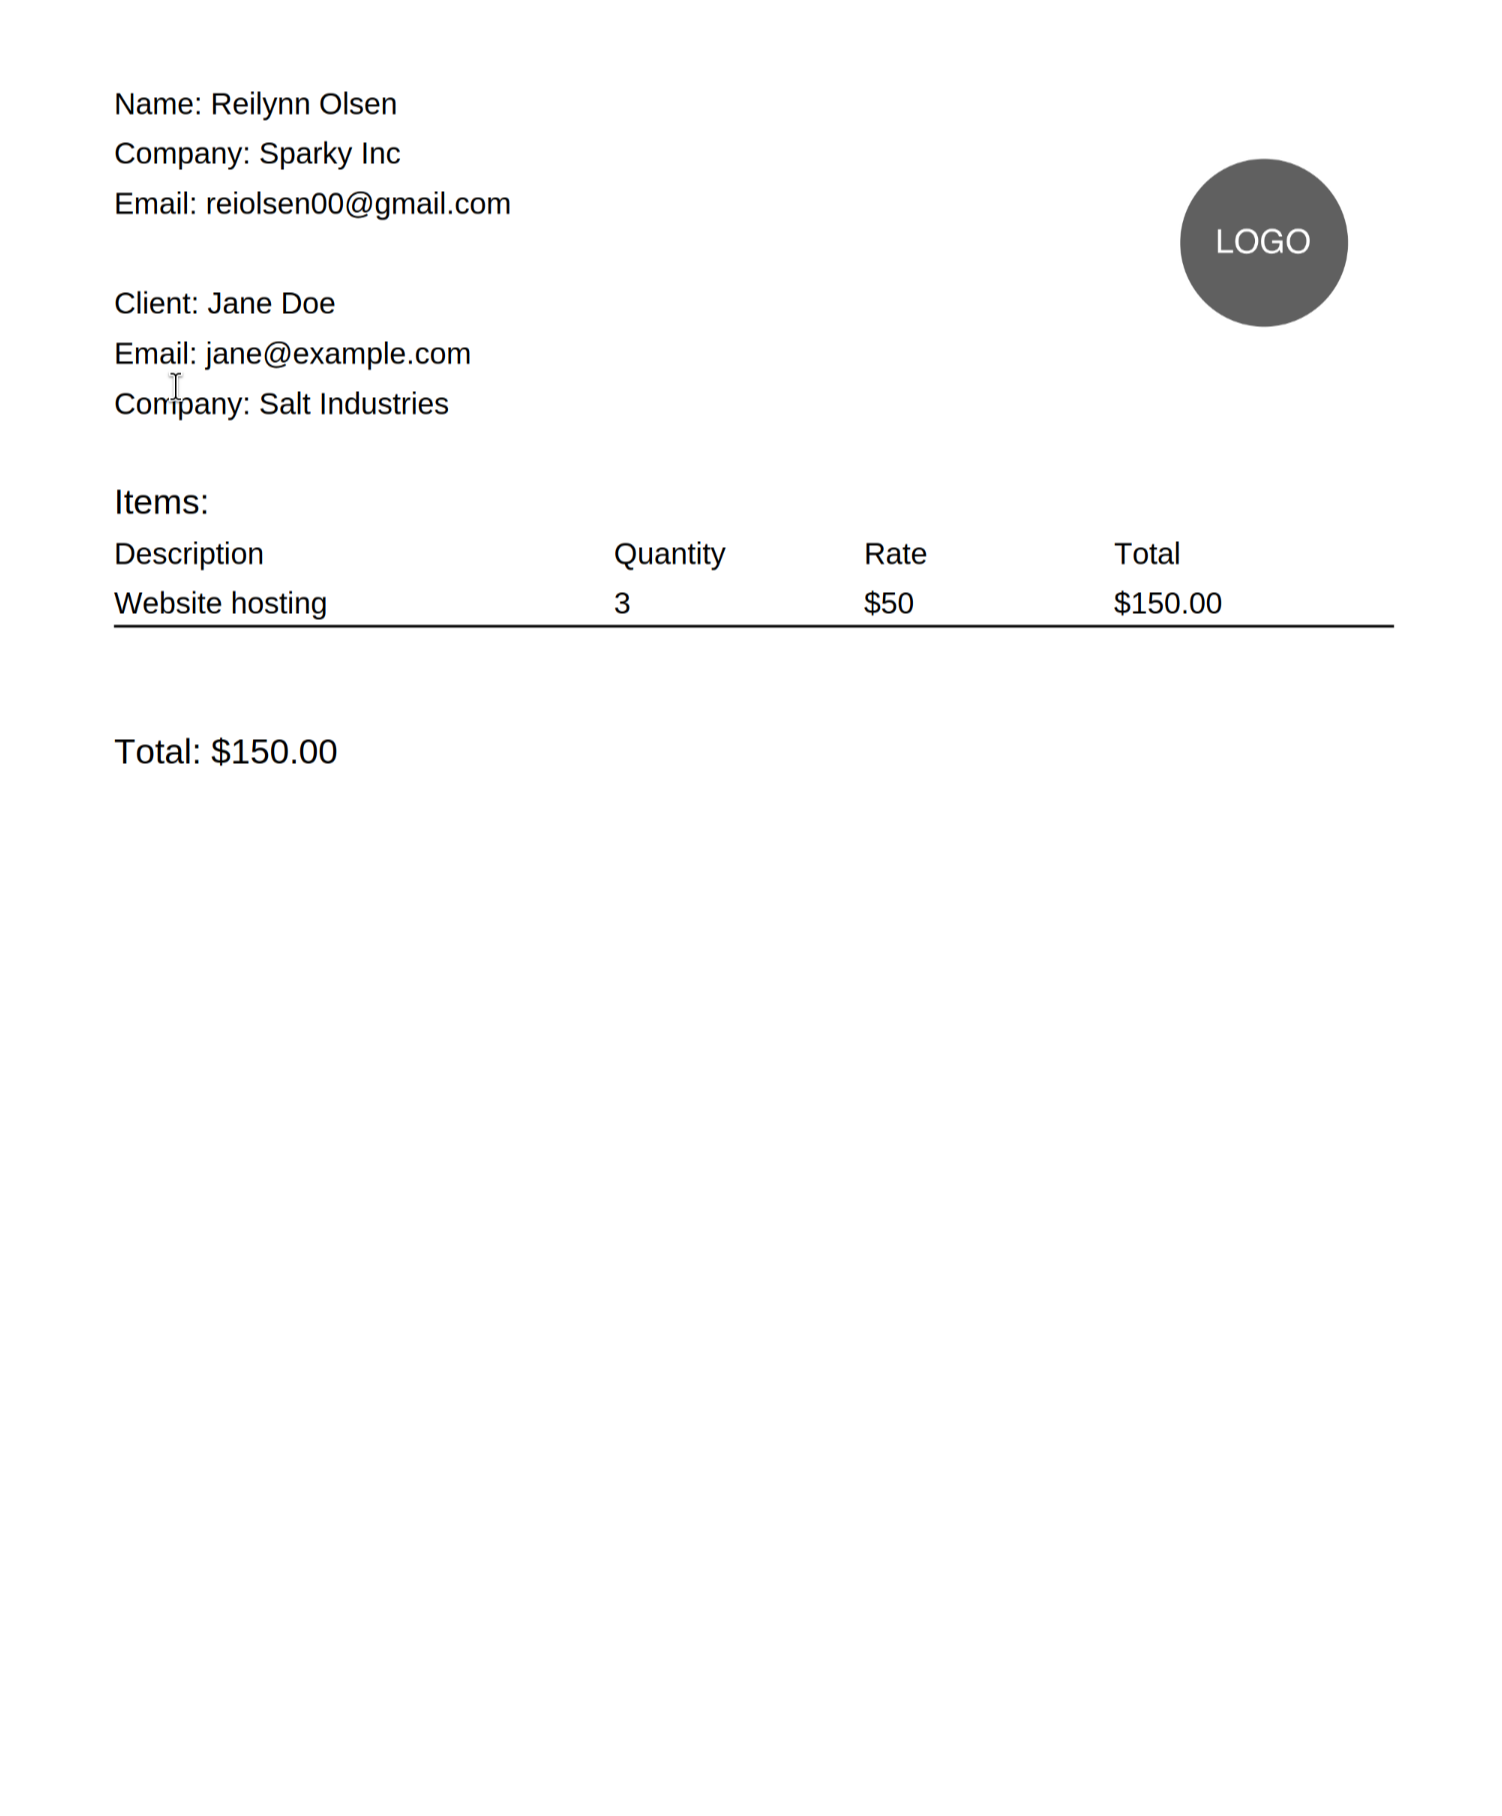 Name: Reilynn Olsen
Company: Sparky Inc
Email: reiolsen00@gmail.com
LOGO
Client: Jane Doe
Email: jane@example.com
Company: Salt Industries
Items:
Description Quantity Rate Total
Website hosting 3 $50 $150.00
Total: $150.00